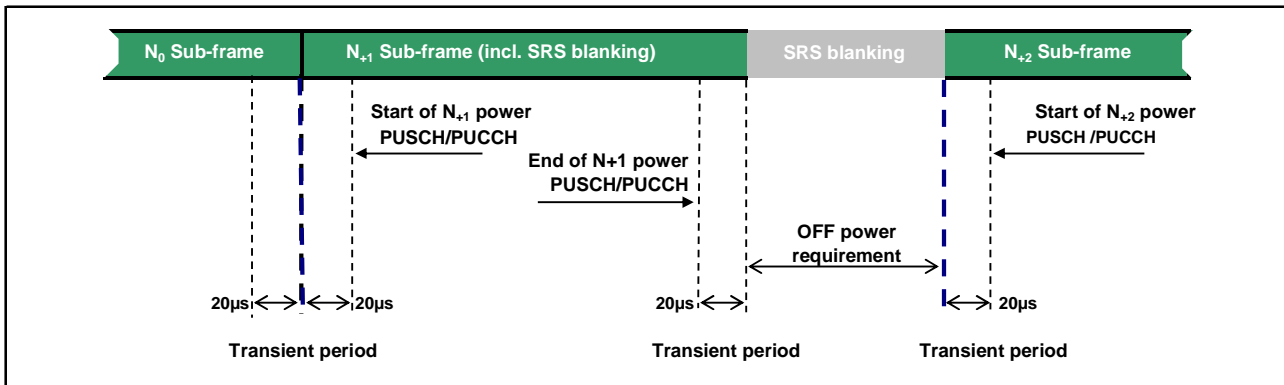 N0 Sub-frame
N+1 Sub-frame (incl. SRS blanking)
SRS blanking
N+2 Sub-frame
Start of N+1 power
PUSCH/PUCCH
Start of N+2 power
PUSCH /PUCCH
End of N+1 power
PUSCH/PUCCH
OFF power
requirement
20µs
20µs
20µs
20µs
Transient period
Transient period
Transient period